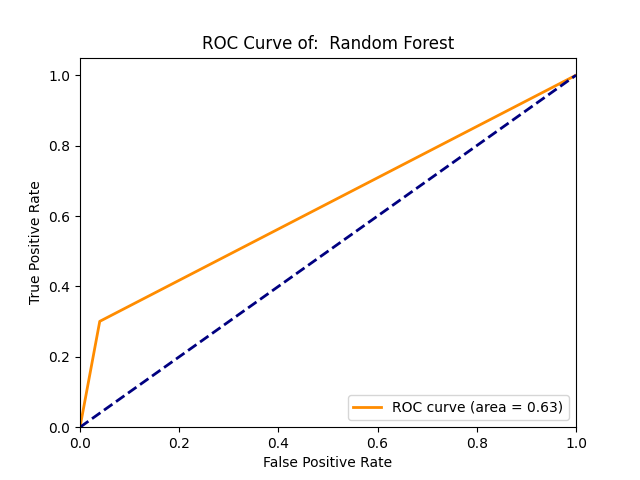 ROC Curve of:  Random Forest
True Positive Rate
1.0
0.8
0.6
0.4
0.2
0.0
0.0 0.2 0.4 0.6 0.8 1.0
False Positive Rate
ROC curve (area = 0.63)